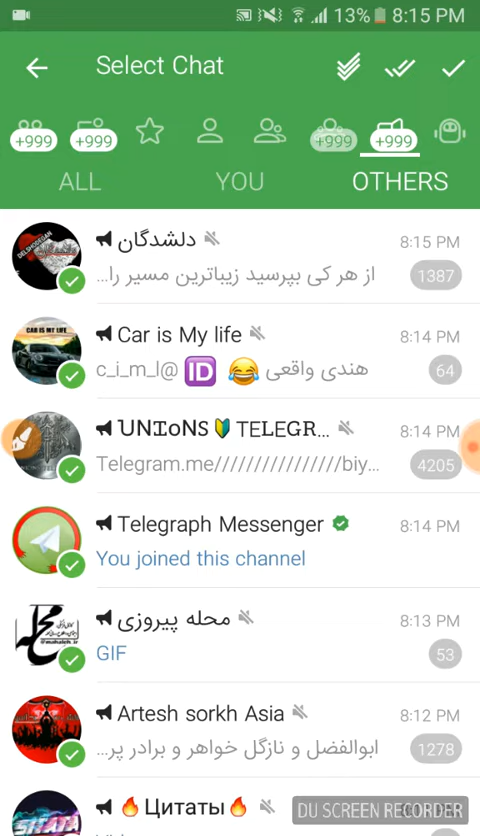 13% 8:15 PM
Select Chat
+999 +999 +999 +999
ALL YOU OTHERS
دلشدگان 8:15 PM
از هر کی بپرسید زیباترین مسیر را... 1387
CAR IS MY LIFE
Car is My life 8:14 PM
هندی واقعی 😂 🆔 @c_i_m_l 64
UNIONS🔰TELEGR... 8:14 PM
Telegram.me////////////////biy... 4205
Telegraph Messenger 8:14 PM
You joined this channel
محله پیروزی 8:13 PM
GIF 53
Artesh sorkh Asia 8:12 PM
ابوالفضل و نازگل خواهر و برادر پر... 1278
🔥Цитаты🔥
DU SCREEN RECORDER